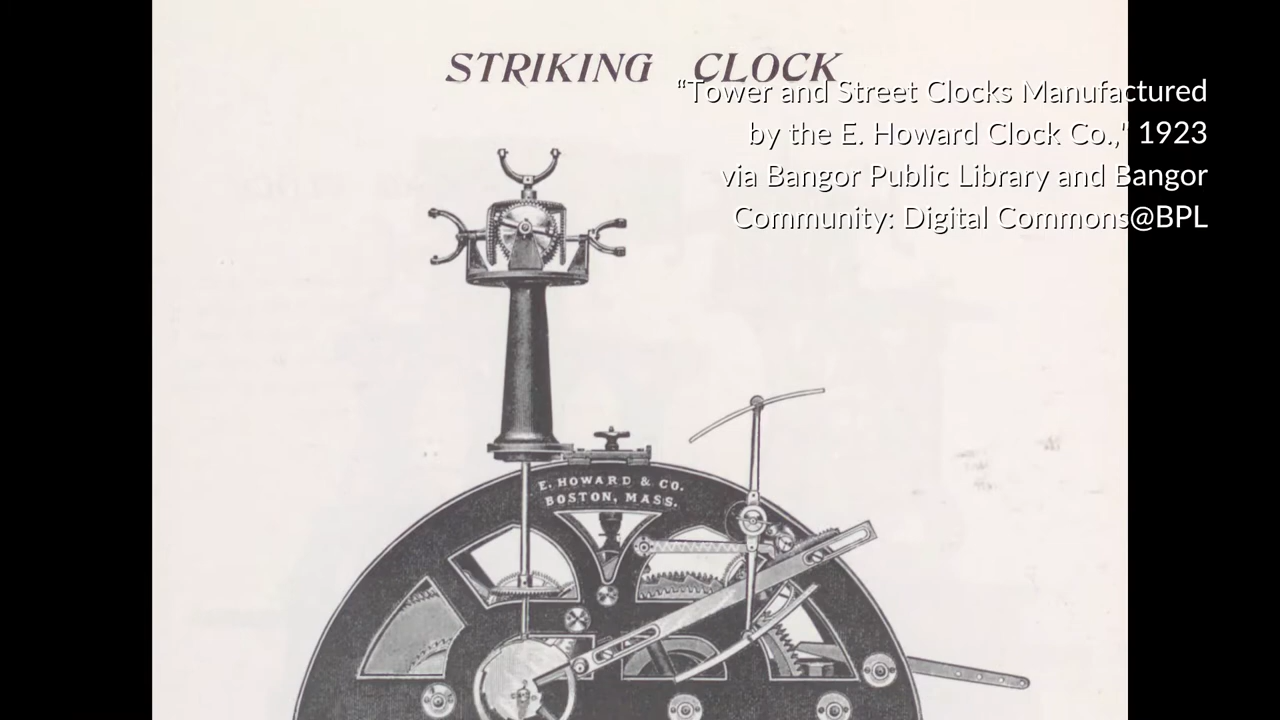 STRIKING CLOCK
“Tower and Street Clocks Manufactured
by the E. Howard Clock Co.,” 1923
via Bangor Public Library and Bangor
Community: Digital Commons@BPL
E. HOWARD & CO.
BOSTON, MASS.